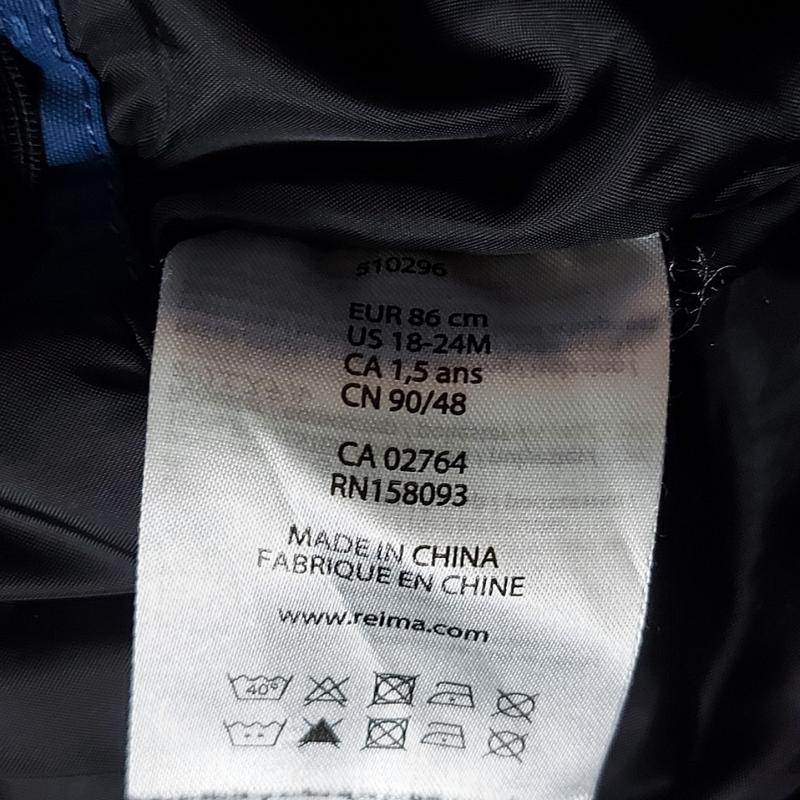 510296
EUR 86 cm
US 18-24M
CA 1,5 ans
CN 90/48
CA 02764
RN158093
MADE IN CHINA
FABRIQUE EN CHINE
www.reima.com
40°